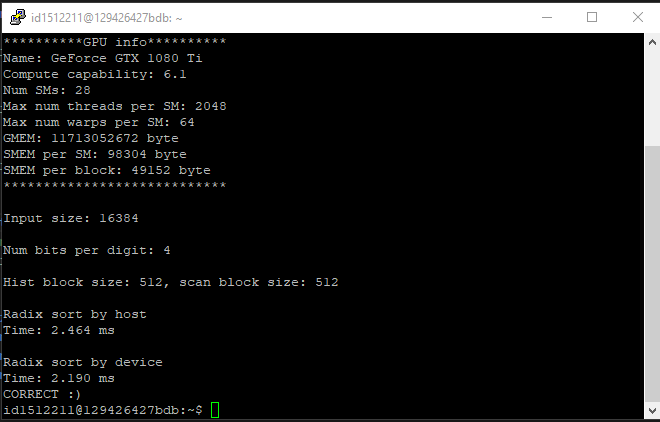 id1512211@129426427bdb: ~
**********GPU info**********
Name: GeForce GTX 1080 Ti
Compute capability: 6.1
Num SMs: 28
Max num threads per SM: 2048
Max num warps per SM: 64
GMEM: 11713052672 byte
SMEM per SM: 98304 byte
SMEM per block: 49152 byte
****************************
Input size: 16384
Num bits per digit: 4
Hist block size: 512, scan block size: 512
Radix sort by host
Time: 2.464 ms
Radix sort by device
Time: 2.190 ms
CORRECT :)
id1512211@129426427bdb:~$